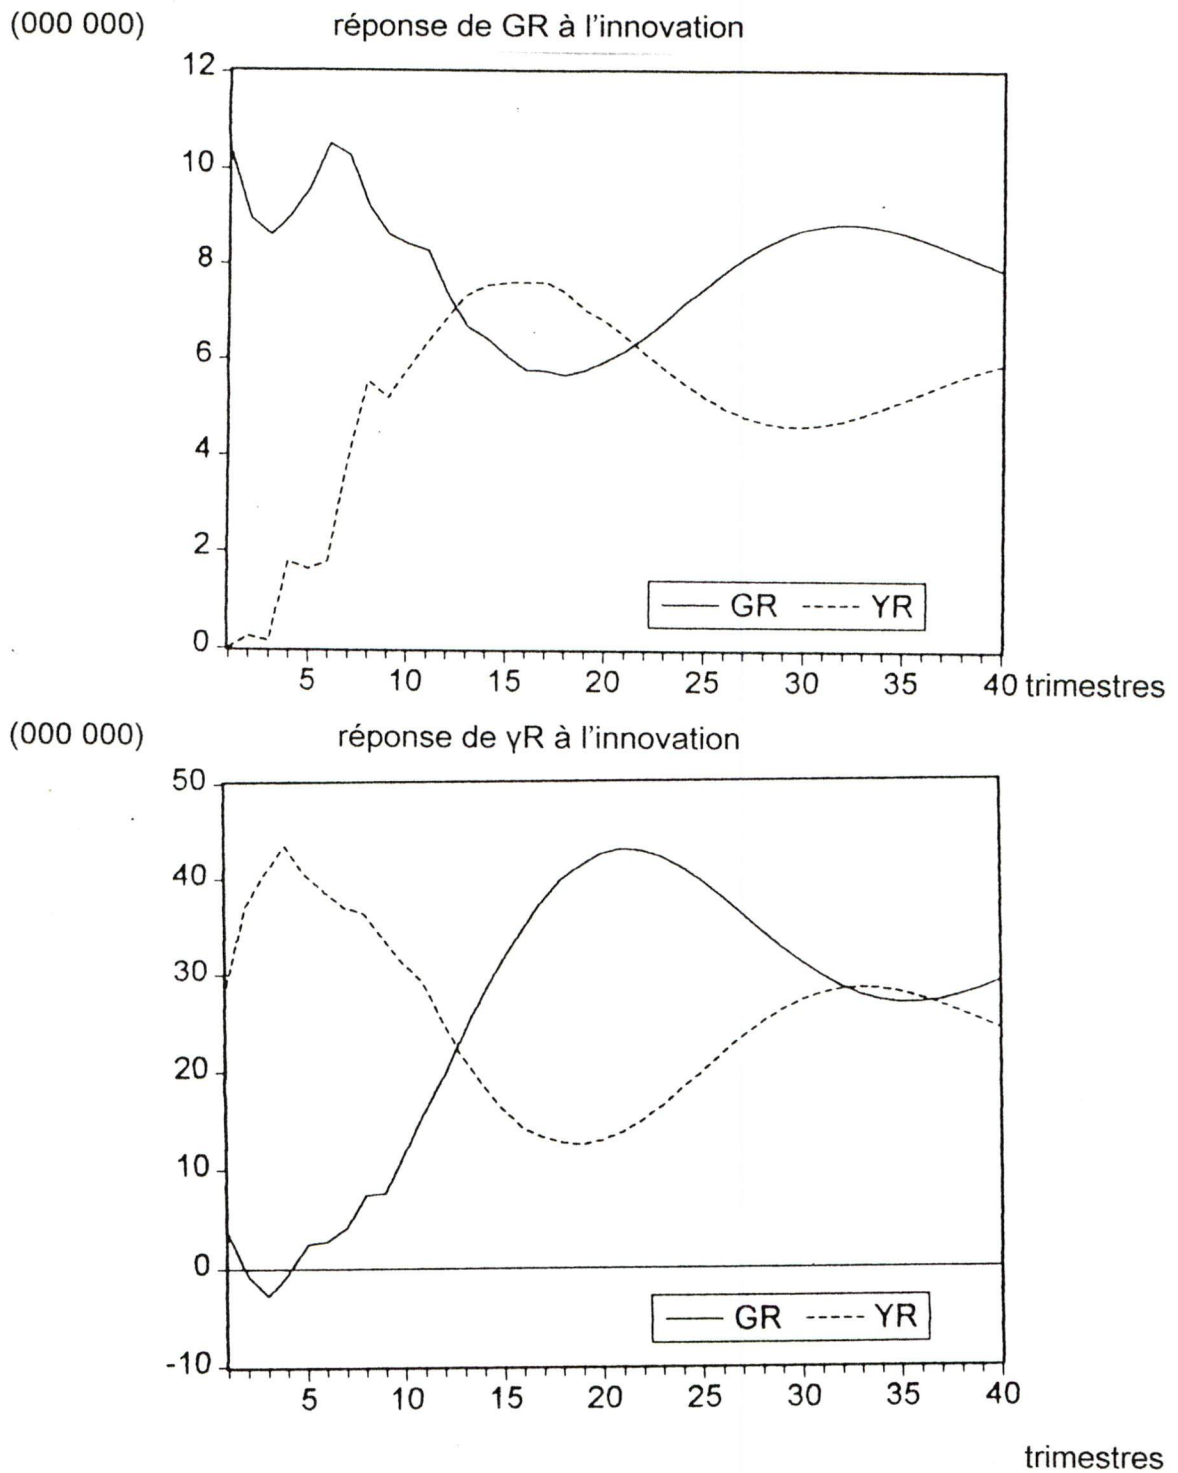 (000 000) réponse de GR à l'innovation
12
10
8
6
4
2
0
GR YR
5 10 15 20 25 30 35 40 trimestres
(000 000) réponse de γR à l'innovation
50
40
30
20
10
0
GR YR
-10
5 10 15 20 25 30 35 40
trimestres